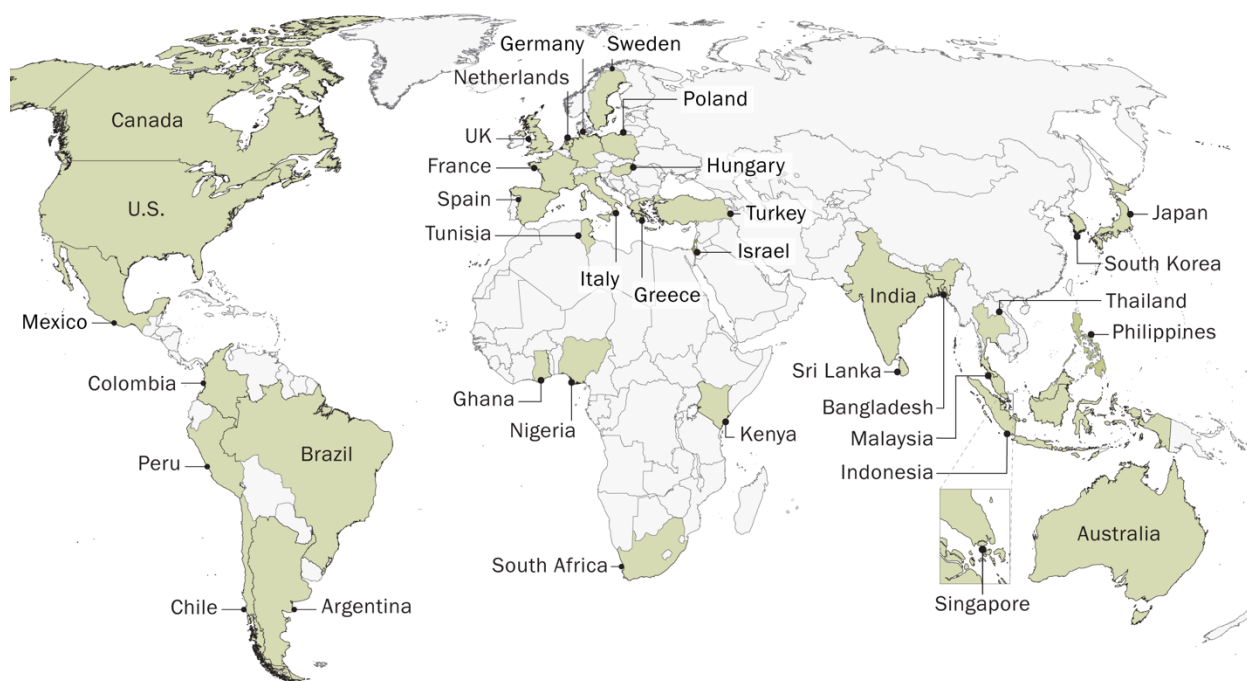 Germany
Sweden
Netherlands
Poland
Canada
UK
France
Hungary
Spain
U.S.
Turkey
Japan
Tunisia
Israel
South Korea
Italy
Greece
India
Thailand
Mexico
Philippines
Sri Lanka
Colombia
Ghana
Bangladesh
Nigeria
Kenya
Malaysia
Brazil
Peru
Indonesia
Australia
South Africa
Singapore
Chile
Argentina